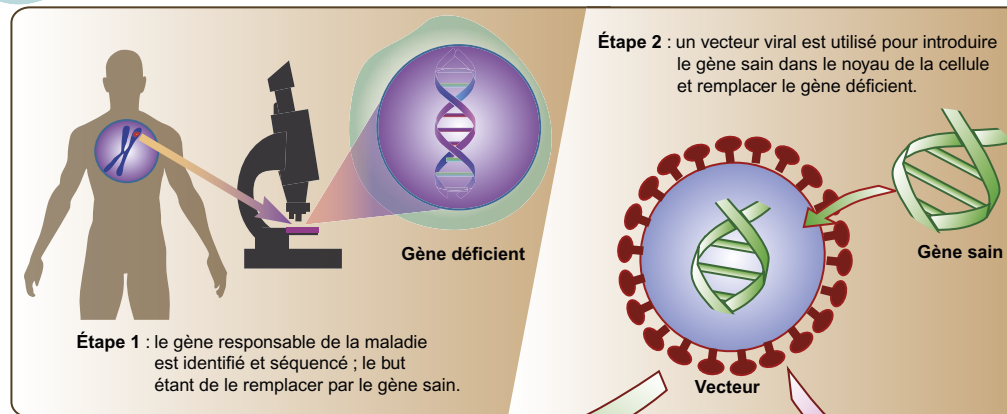 Étape 1 : le gène responsable de la maladie
est identifié et séquencé ; le but
étant de le remplacer par le gène sain.
Gène déficient
Étape 2 : un vecteur viral est utilisé pour introduire
le gène sain dans le noyau de la cellule
et remplacer le gène déficient.
Gène sain
Vecteur